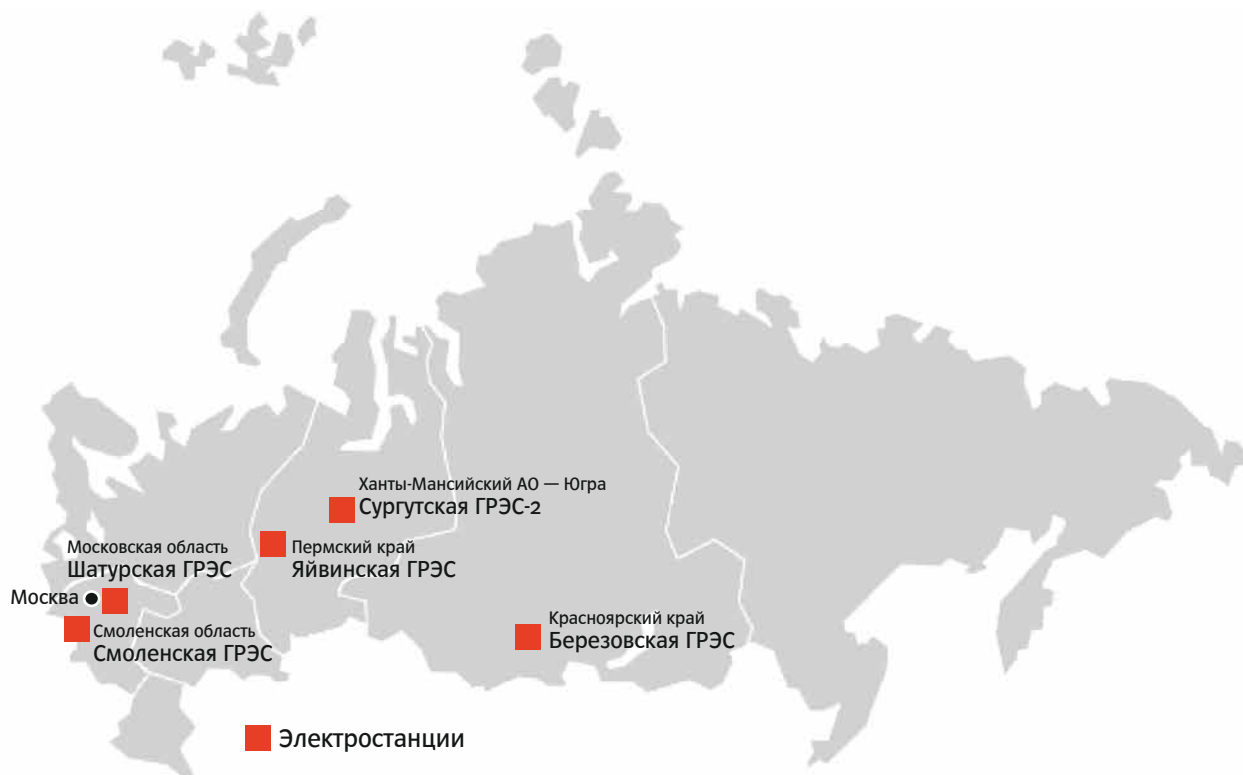 Ханты-Мансийский АО — Югра
Сургутская ГРЭС-2
Пермский край
Яйвинская ГРЭС
Московская область
Шатурская ГРЭС
Москва
Смоленская область
Смоленская ГРЭС
Красноярский край
Березовская ГРЭС
Электростанции